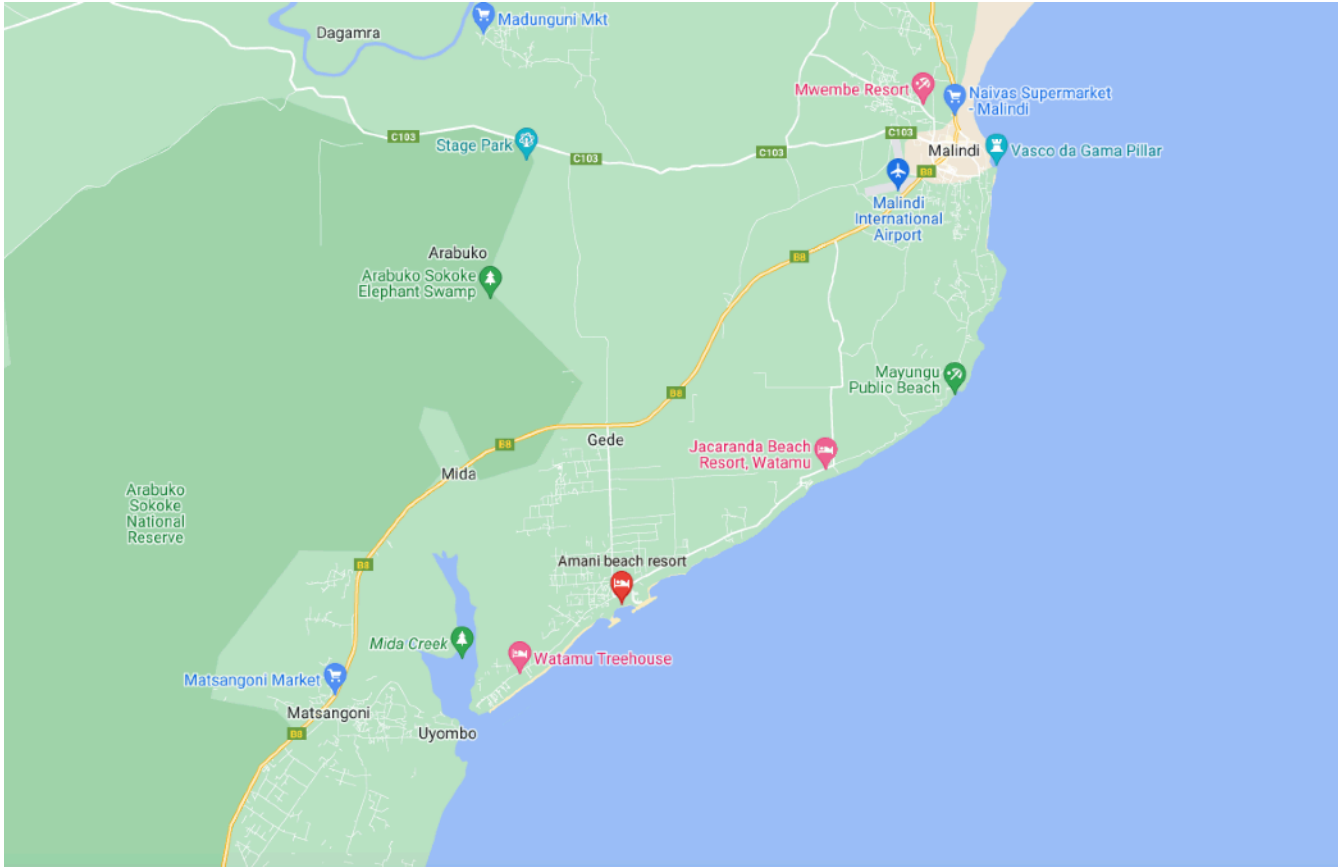 Madunguni Mkt
Dagamra
Mwembe Resort
Naivas Supermarket
- Malindi
C103
C103
Stage Park
C103
C103
Malindi
Vasco da Gama Pillar
B8
Malindi
International
Airport
Arabuko
B8
Arabuko Sokoke
Elephant Swamp
Mayungu
Public Beach
B8
Gede
B8
Jacaranda Beach
Resort, Watamu
Mida
Arabuko
Sokoke
National
Reserve
Amani beach resort
B8
Mida Creek
Watamu Treehouse
Matsangoni Market
Matsangoni
Uyombo
B8